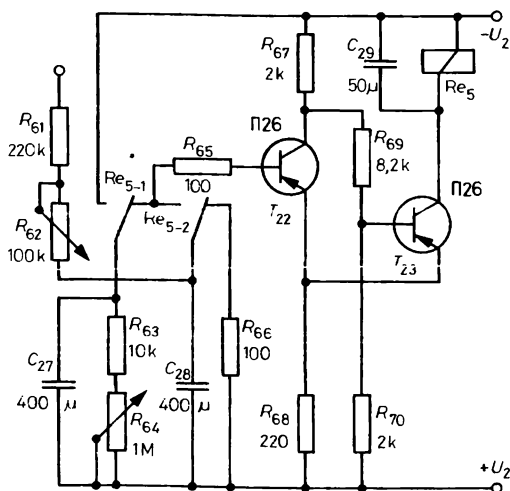 −U₂
R₆₇
2k
C₂₉
50µ
Re₅
R₆₁
220k
R₆₅
100
П26
R₆₉
8,2k
П26
Re₅₋₁
Re₅₋₂
T₂₂
T₂₃
R₆₂
100k
R₆₃
10k
R₆₆
100
C₂₇
400 µ
C₂₈
400 µ
R₆₄
1M
R₆₈
220
R₇₀
2k
+U₂